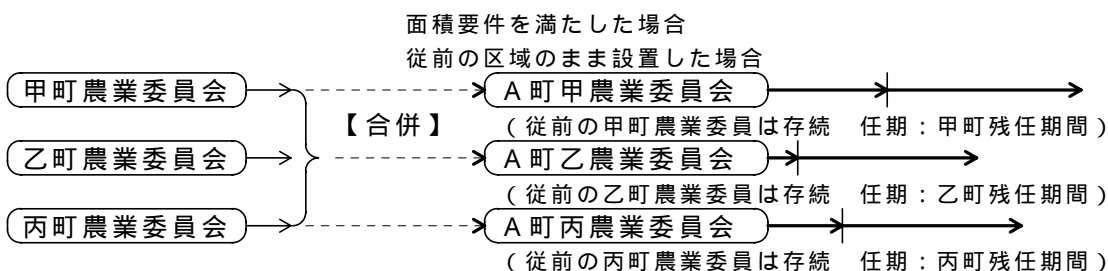 面積要件を満たした場合
従前の区域のまま設置した場合
甲町農業委員会
A町甲農業委員会
【合併】
(従前の甲町農業委員は存続 任期:甲町残任期間)
乙町農業委員会
A町乙農業委員会
(従前の乙町農業委員は存続 任期:乙町残任期間)
丙町農業委員会
A町丙農業委員会
(従前の丙町農業委員は存続 任期:丙町残任期間)